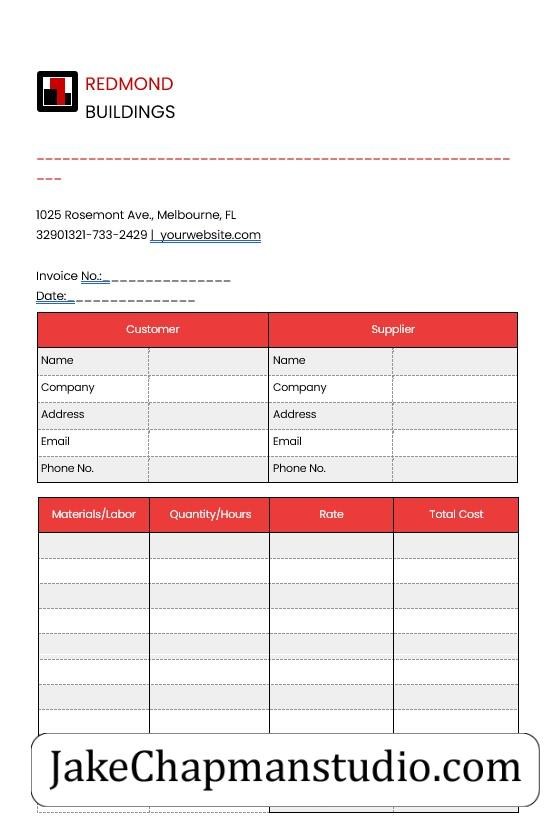 REDMOND
BUILDINGS
1025 Rosemont Ave., Melbourne, FL
32901321-733-2429 | yourwebsite.com
Invoice No.:_______________
Date:_______________
Customer Supplier
Name Name
Company Company
Address Address
Email Email
Phone No. Phone No.
Materials/Labor Quantity/Hours Rate Total Cost
JakeChapmanstudio.com